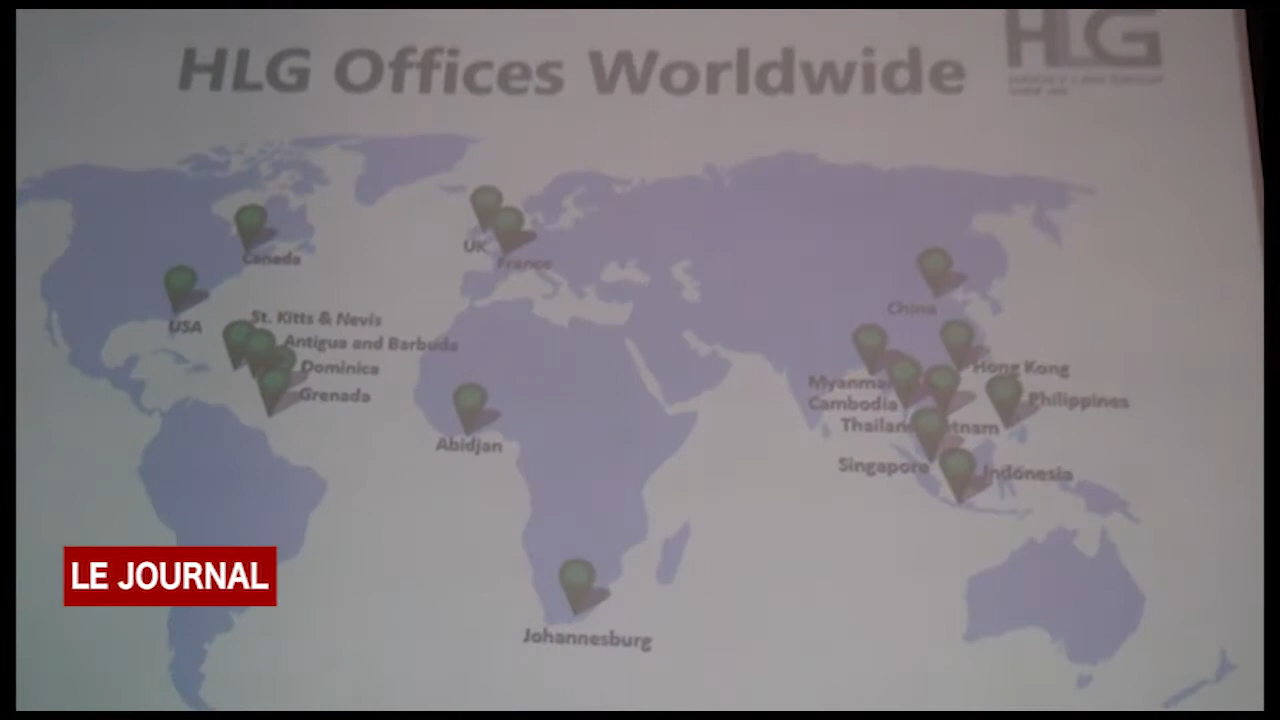 HLG Offices Worldwide
HLG
Canada
UK
France
USA
St. Kitts & Nevis
Antigua and Barbuda
Dominica
Grenada
China
Hong Kong
Myanmar
Cambodia
Philippines
Abidjan
Singapore
Indonesia
LE JOURNAL
Johannesburg